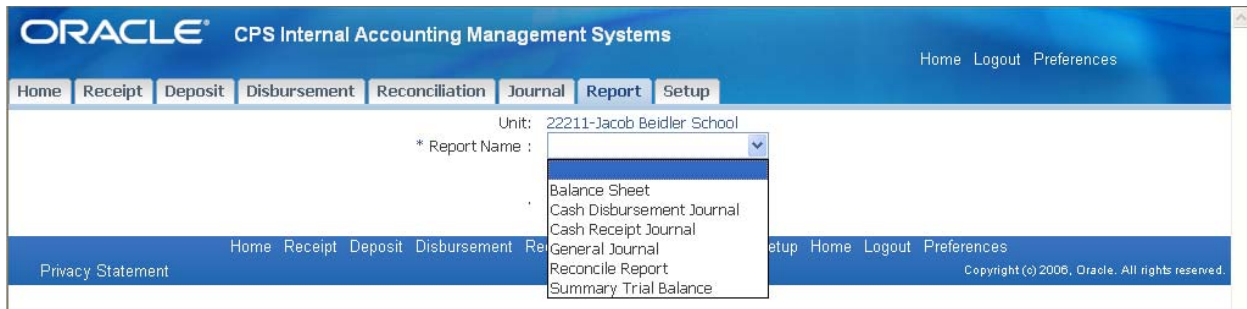 ORACLE® CPS Internal Accounting Management Systems
Home Logout Preferences
Home Receipt Deposit Disbursement Reconciliation Journal Report Setup
Unit: 22211-Jacob Beidler School
* Report Name :
Balance Sheet
Cash Disbursement Journal
Cash Receipt Journal
General Journal
Reconcile Report
Summary Trial Balance
Home Receipt Deposit Disbursement Re etup Home Logout Preferences
Privacy Statement Copyright (c) 2006, Oracle. All rights reserved.